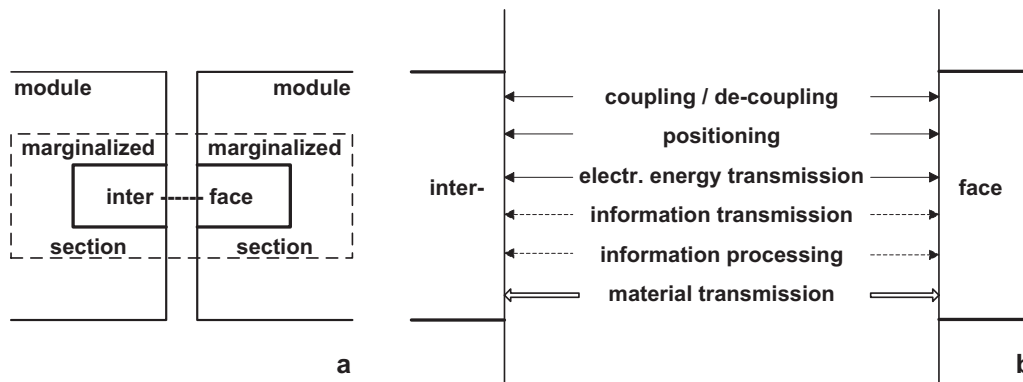 module module
marginalized marginalized
inter face
section section
a
coupling / de-coupling
positioning
inter- electr. energy transmission face
information transmission
information processing
material transmission
b